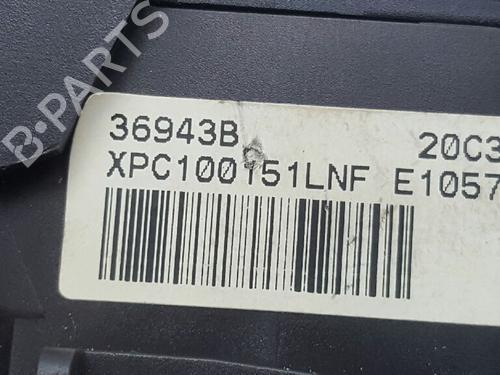 B-PARTS
36943B 20C3
XPC100151LNF E1057